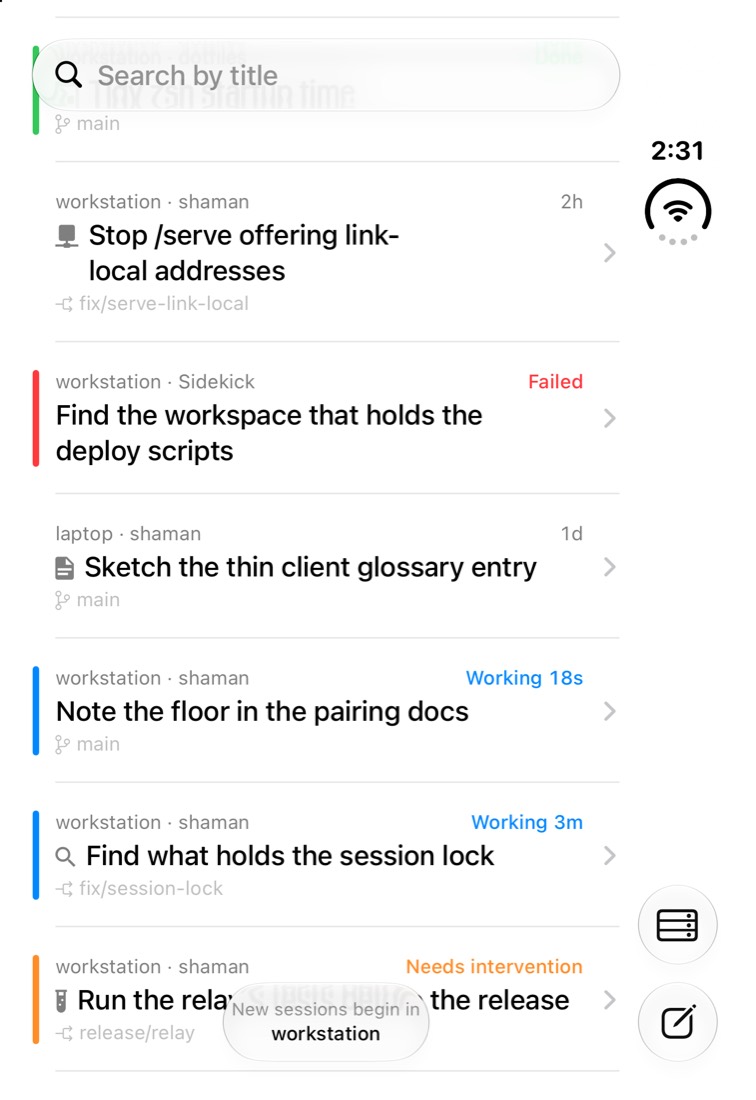 Search by title
main
2:31
workstation · shaman
2h
Stop /serve offering link-
local addresses
fix/serve-link-local
workstation · Sidekick
Failed
Find the workspace that holds the
deploy scripts
laptop · shaman
1d
Sketch the thin client glossary entry
main
workstation · shaman
Working 18s
Note the floor in the pairing docs
main
workstation · shaman
Working 3m
Find what holds the session lock
fix/session-lock
workstation · shaman
Needs intervention
Run the the release
release/relay
New sessions begin in
workstation